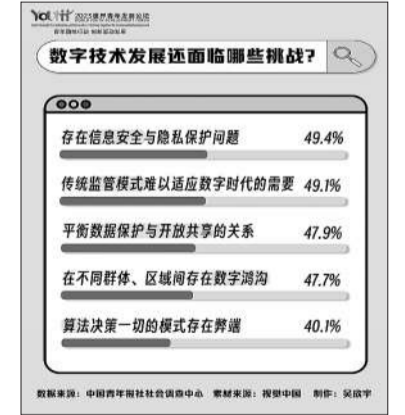 2023世界青年发展论坛
数字技术发展还面临哪些挑战?
存在信息安全与隐私保护问题 49.4%
传统监管模式难以适应数字时代的需要 49.1%
平衡数据保护与开放共享的关系 47.9%
在不同群体、区域间存在数字鸿沟 47.7%
算法决策一切的模式存在弊端 40.1%
数据来源：中国青年报社社会调查中心 素材来源：视觉中国 制作：吴欣宇